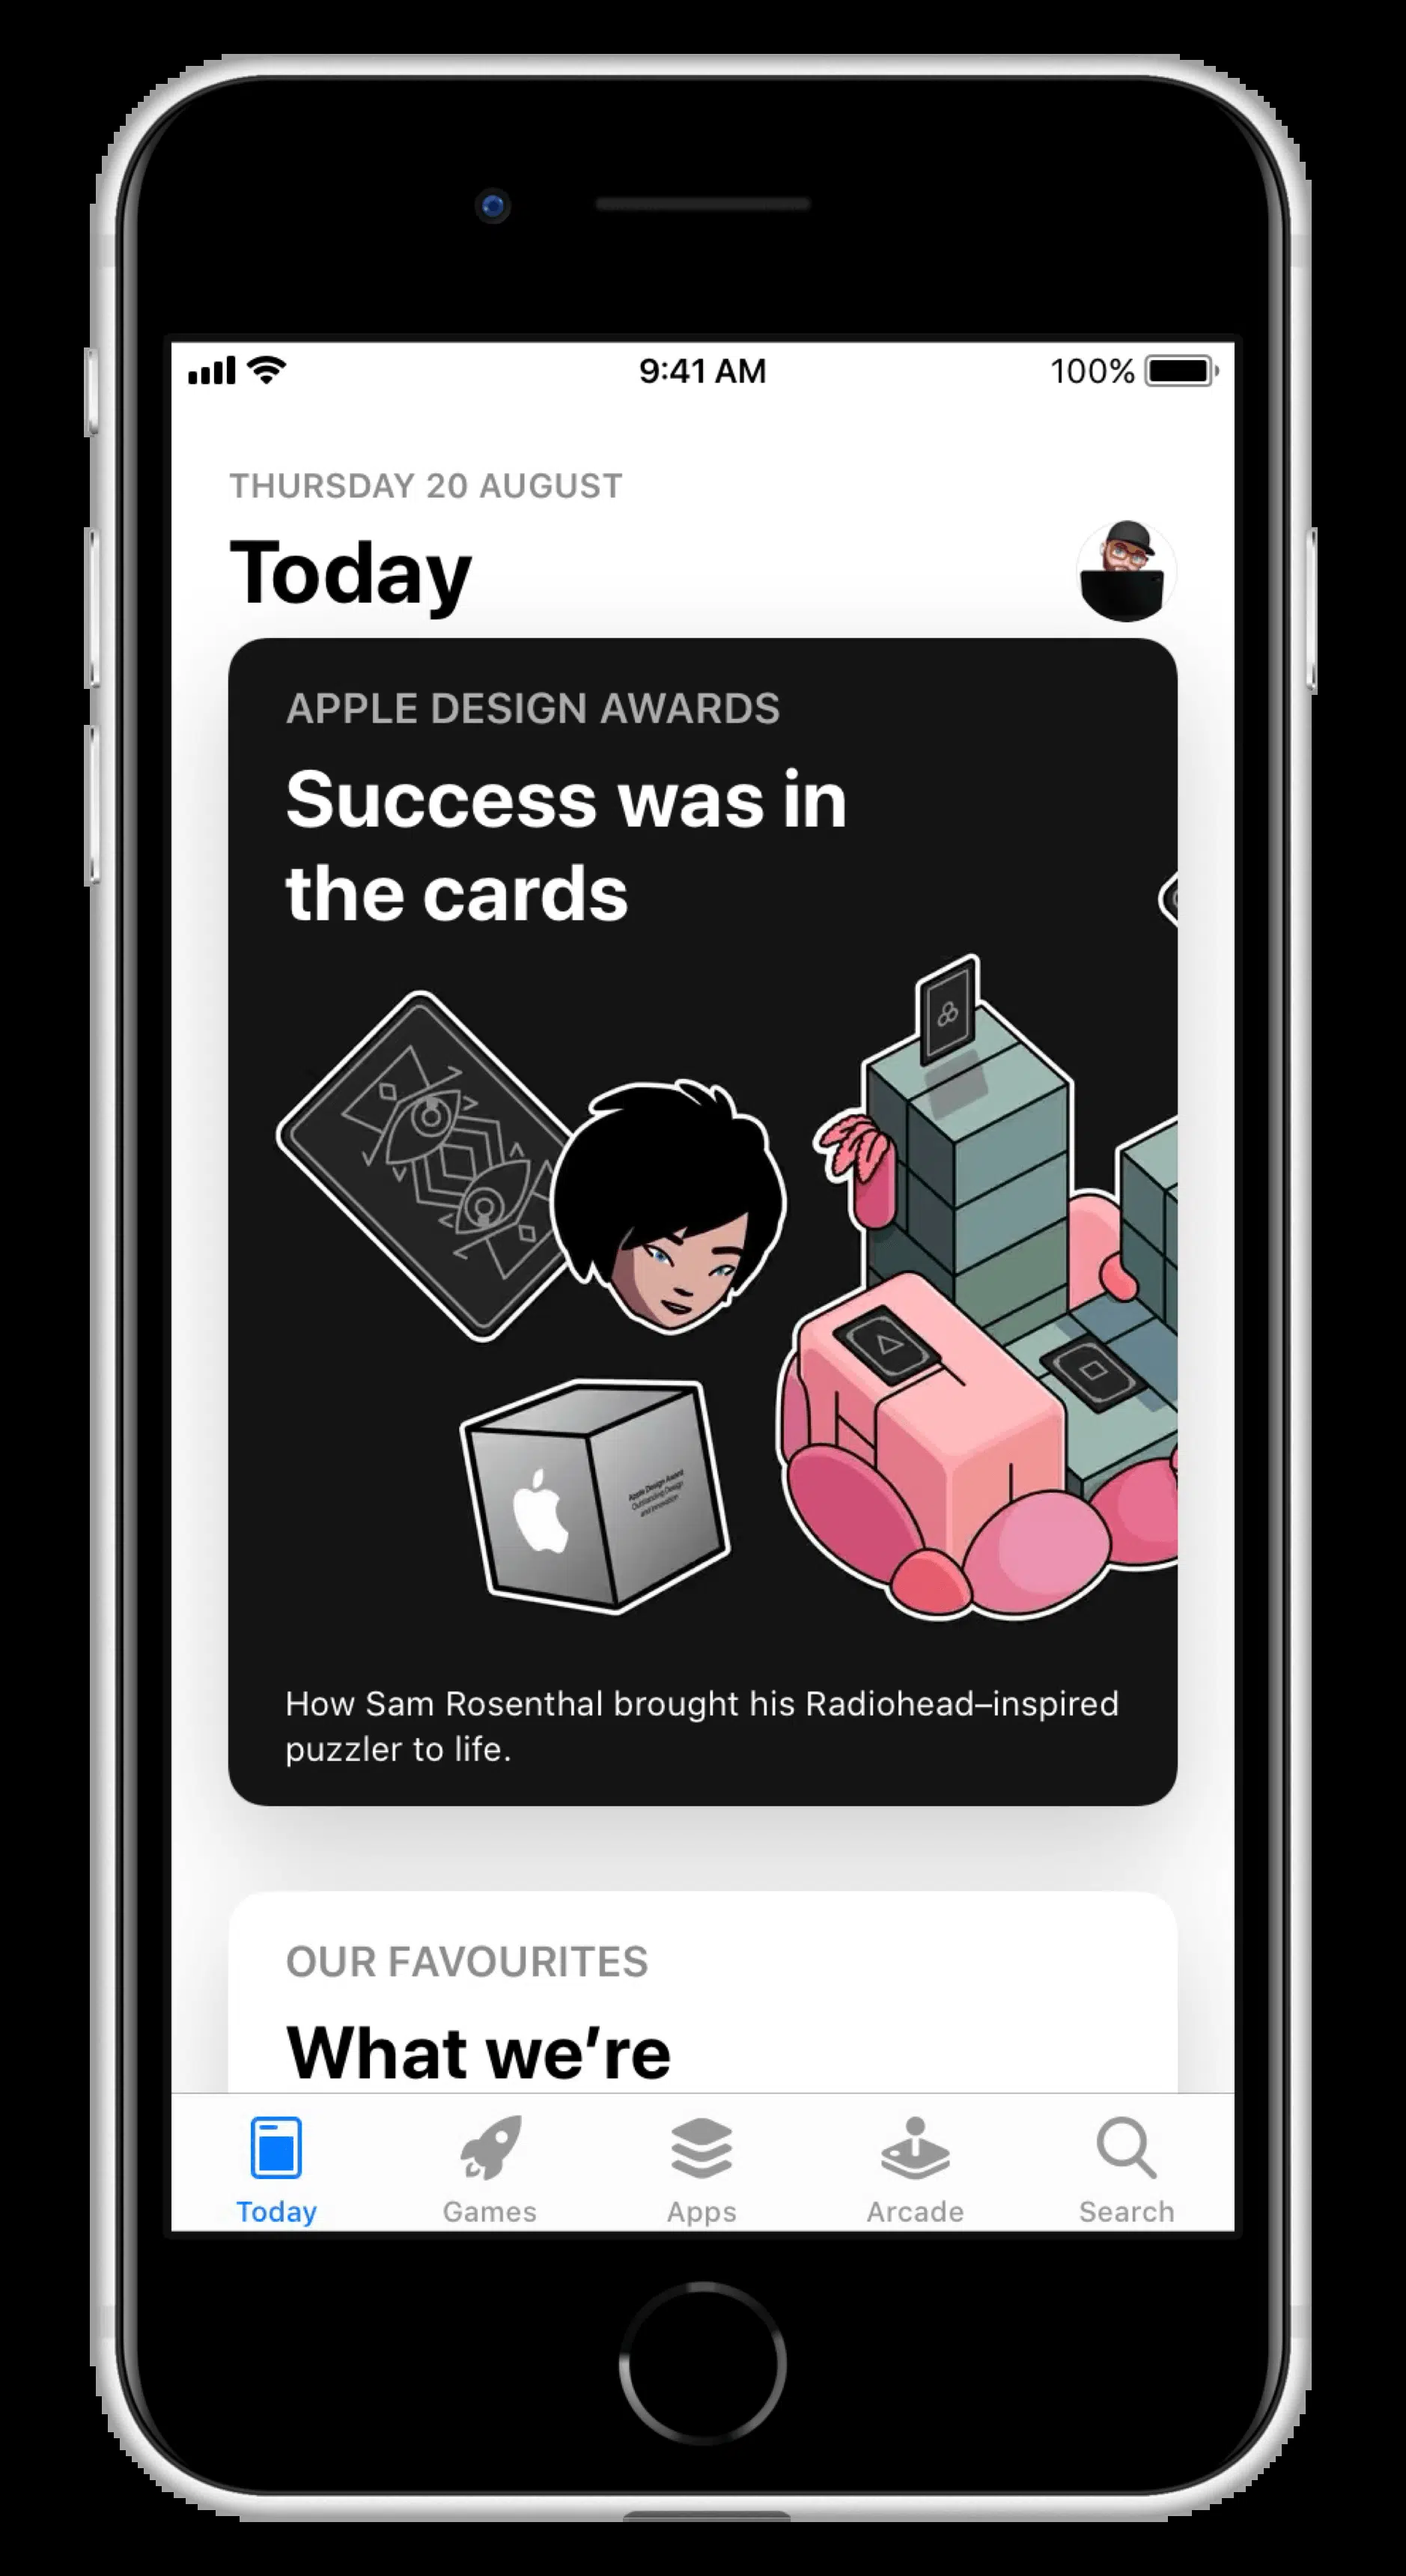 9:41 AM
100%
THURSDAY 20 AUGUST
Today
APPLE DESIGN AWARDS
Success was in
the cards
Apple Design Award
Outstanding Design
and Innovation
How Sam Rosenthal brought his Radiohead–inspired
puzzler to life.
OUR FAVOURITES
What we’re
Today
Games
Apps
Arcade
Search